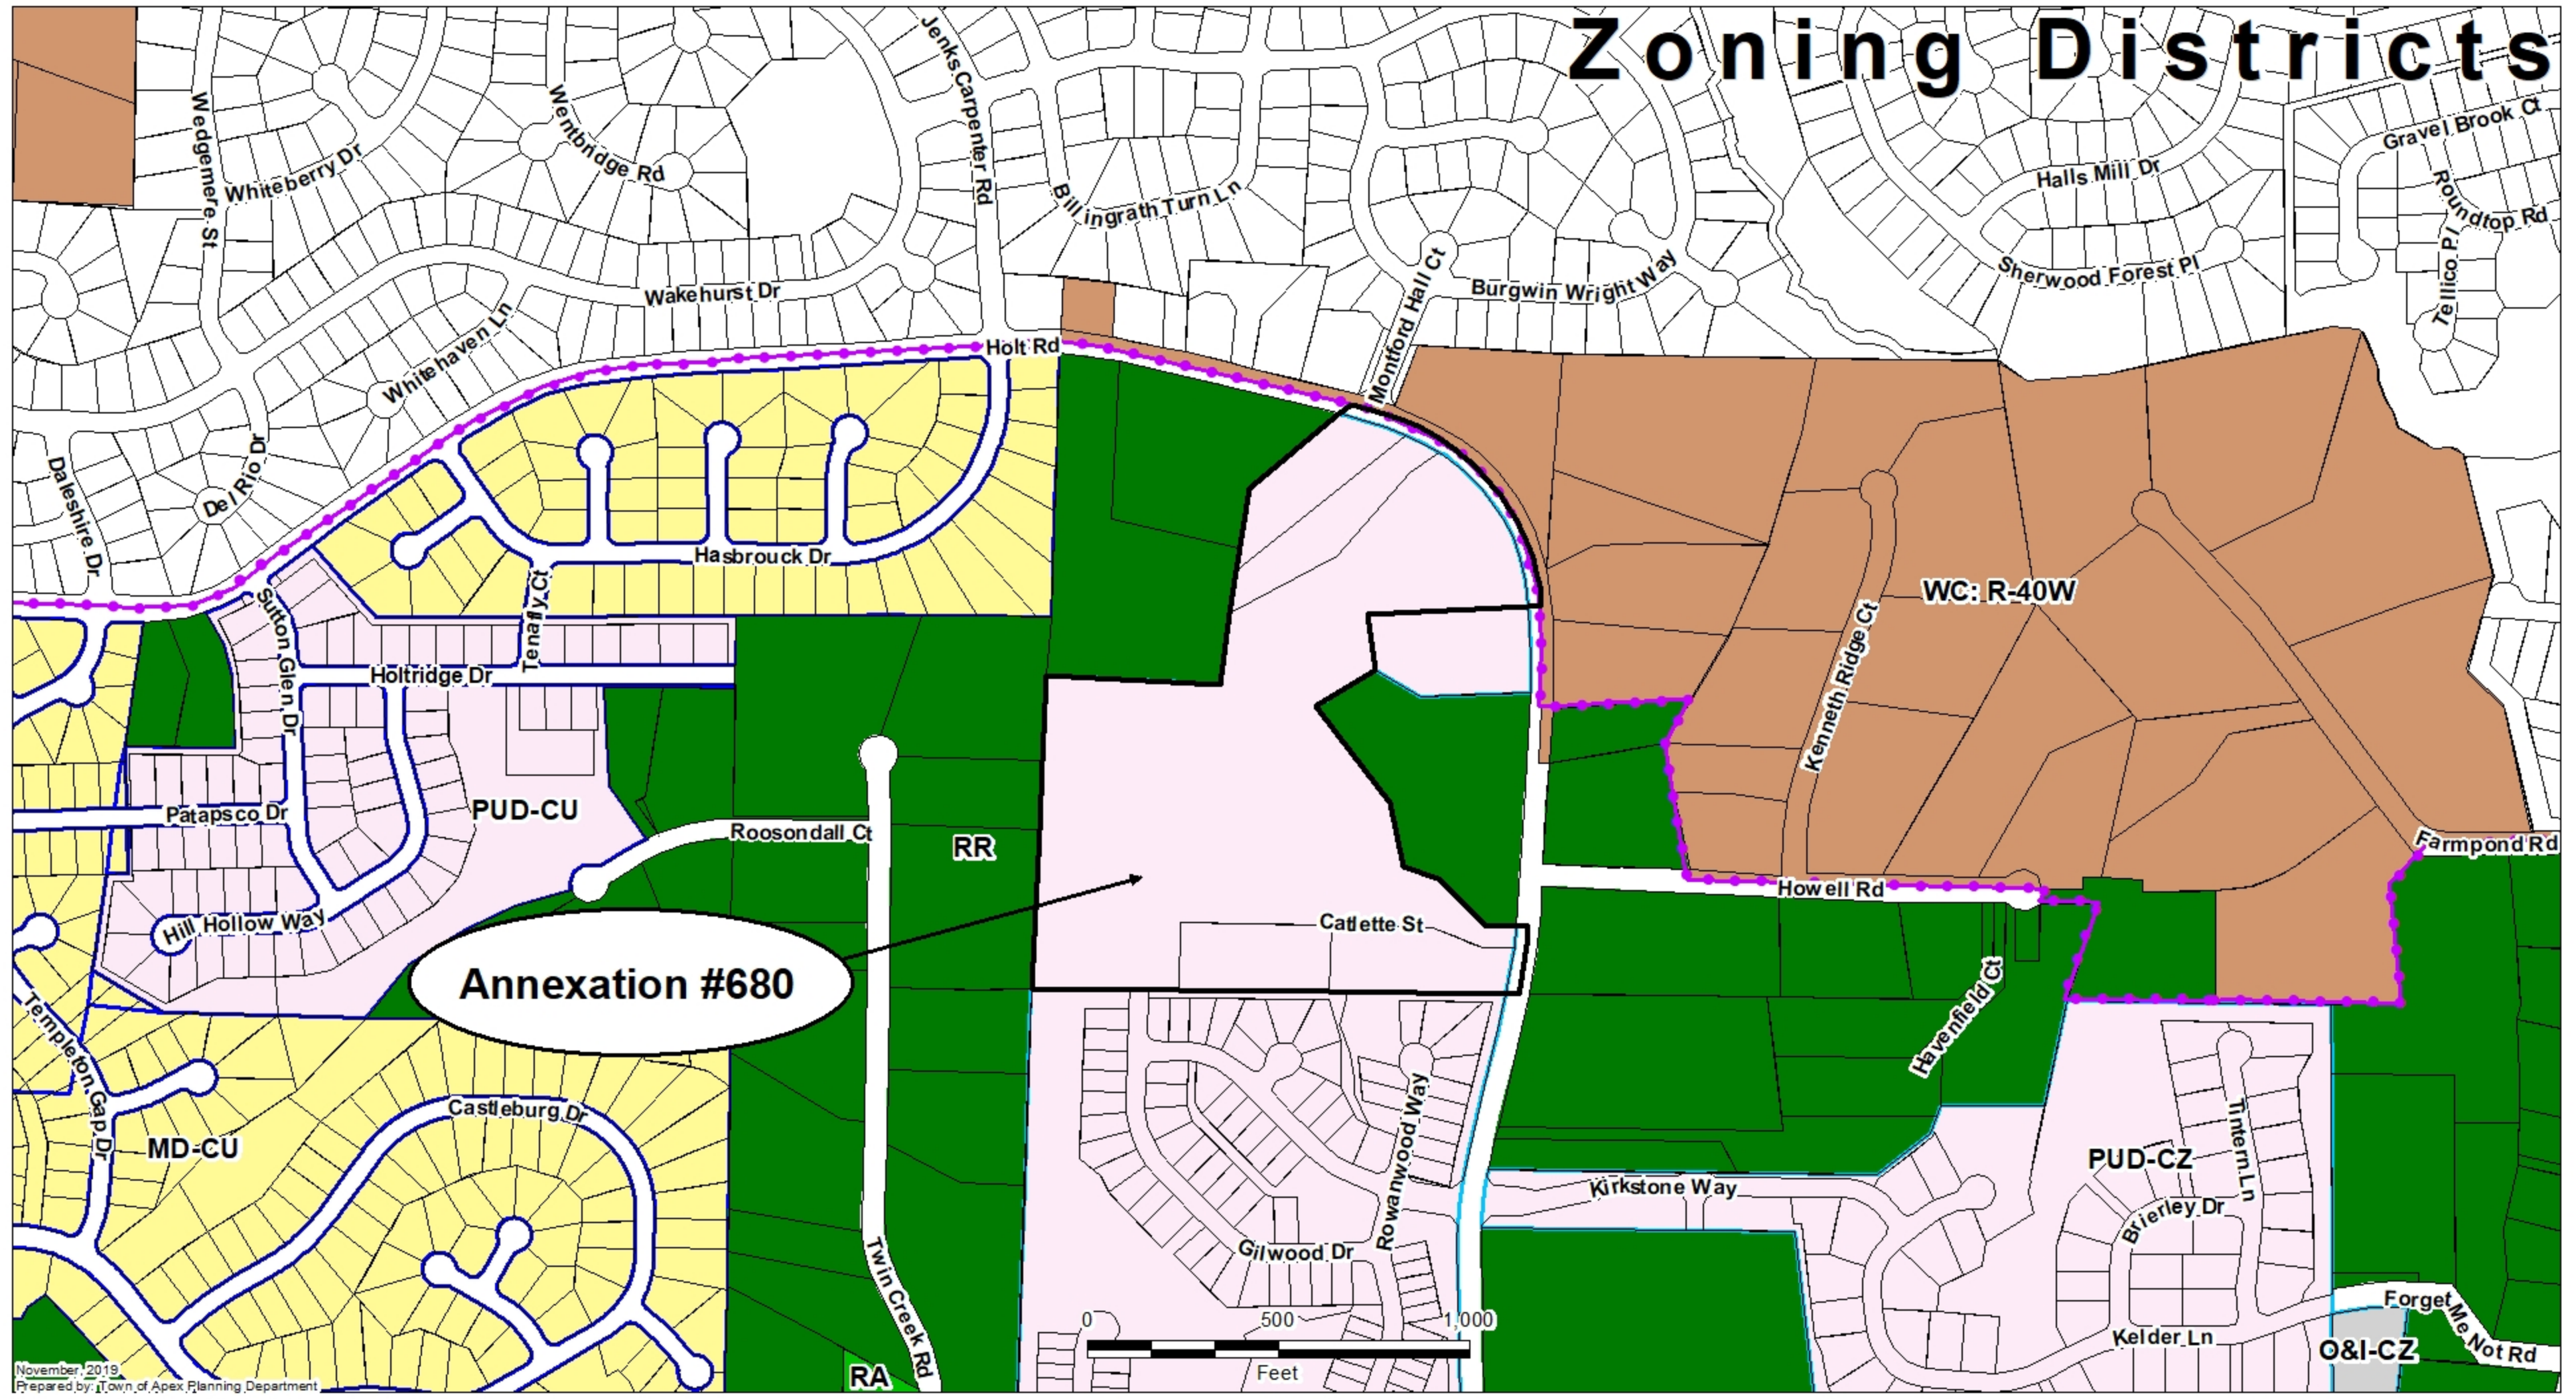 Zoning Districts
Jenks Carpenter Rd
Wedgemere St
Wentbridge Rd
Whiteberry Dr
Billingrath Turn Ln
Gravel Brook Ct
Halls Mill Dr
Roundtop Rd
Tellico Pl
Sherwood Forest Pl
Burgwin Wright Way
Montford Hall Ct
Wakehurst Dr
Whitehaven Ln
Holt Rd
Daleshire Dr
Del Rio Dr
Hasbrouck Dr
Tenafly Ct
Sutton Glen Dr
Holtridge Dr
WC: R-40W
Kenneth Ridge Ct
Patapsco Dr
PUD-CU
Roosondall Ct
RR
Farmpond Rd
Howell Rd
Hill Hollow Way
Catlette St
Annexation #680
Havenfield Ct
Templeton Gap Dr
Castleburg Dr
MD-CU
Rowanwood Way
Kirkstone Way
PUD-CZ
Tintern Ln
Brierley Dr
Gilwood Dr
Twin Creek Rd
Forget Me Not Rd
Kelder Ln
O&I-CZ
0 500 1,000
Feet
RA
November, 2019
Prepared by: Town of Apex Planning Department